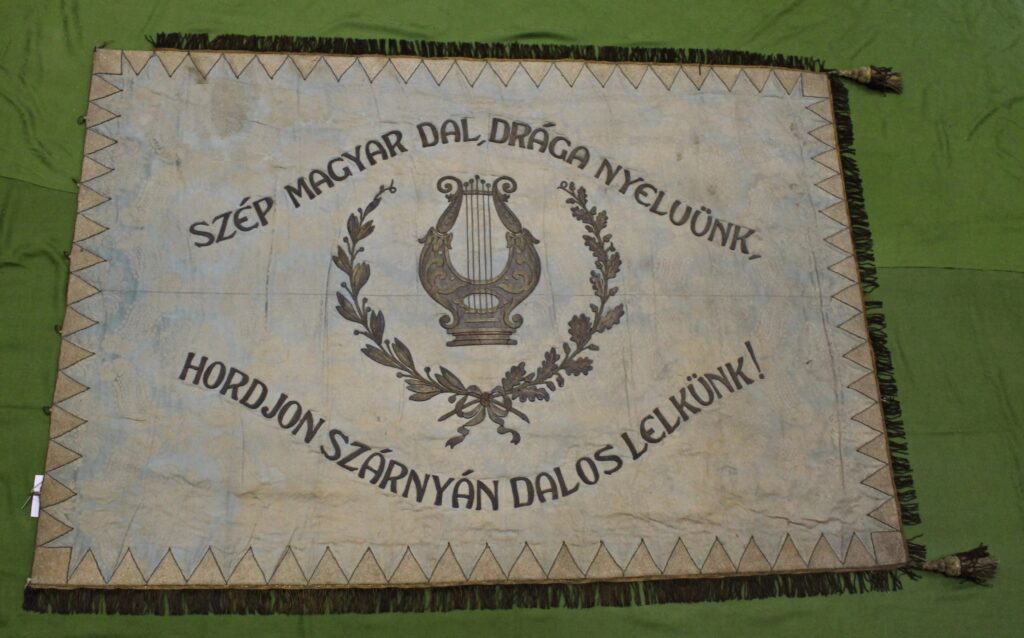 SZÉP MAGYAR DAL, DRÁGA NYELVÜNK,
HORDJON SZÁRNYÁN DALOS LELKÜNK!